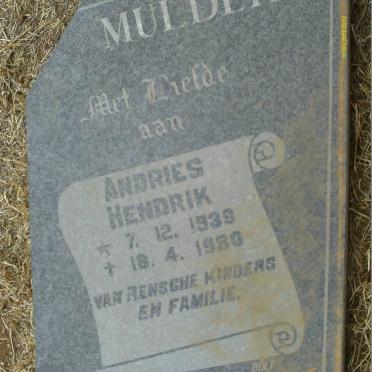 MULDER
Met Liefde
aan
ANDRIES
HENDRIK
* 7. 12. 1939
† 18. 4. 1980
VAN RENSCHE KINDERS
EN FAMILIE.